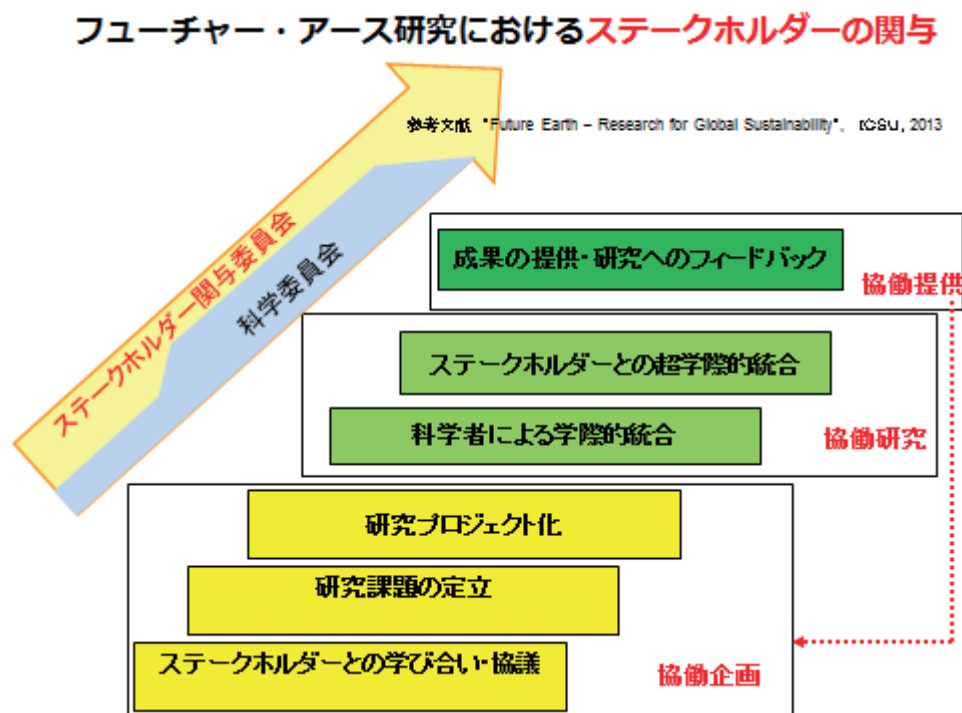 フューチャー・アース研究におけるステークホルダーの関与
参考文献 "Future Earth – Research for Global Sustainability", ICSU, 2013
ステークホルダー関与委員会
科学委員会
成果の提供・研究へのフィードバック
協働提供
ステークホルダーとの超学際的統合
科学者による学際的統合
協働研究
研究プロジェクト化
研究課題の定立
ステークホルダーとの学び合い・協議
協働企画